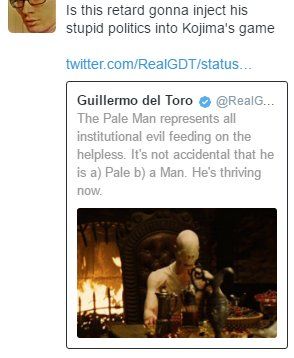 Is this retard gonna inject his
stupid politics into Kojima's game
twitter.com/RealGDT/status...
Guillermo del Toro @RealG...
The Pale Man represents all
institutional evil feeding on the
helpless. It's not accidental that he
is a) Pale b) a Man. He's thriving
now.